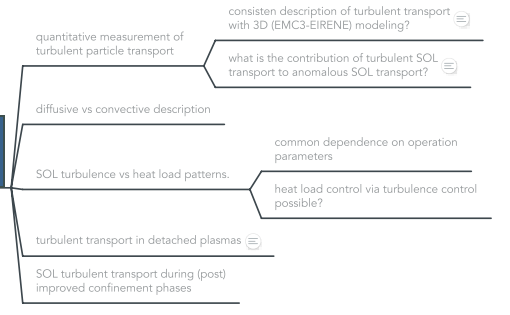 consisten description of turbulent transport
with 3D (EMC3-EIRENE) modeling?
quantitative measurement of
turbulent particle transport
what is the contribution of turbulent SOL
transport to anomalous SOL transport?
diffusive vs convective description
common dependence on operation
parameters
SOL turbulence vs heat load patterns.
heat load control via turbulence control
possible?
turbulent transport in detached plasmas
SOL turbulent transport during (post)
improved confinement phases